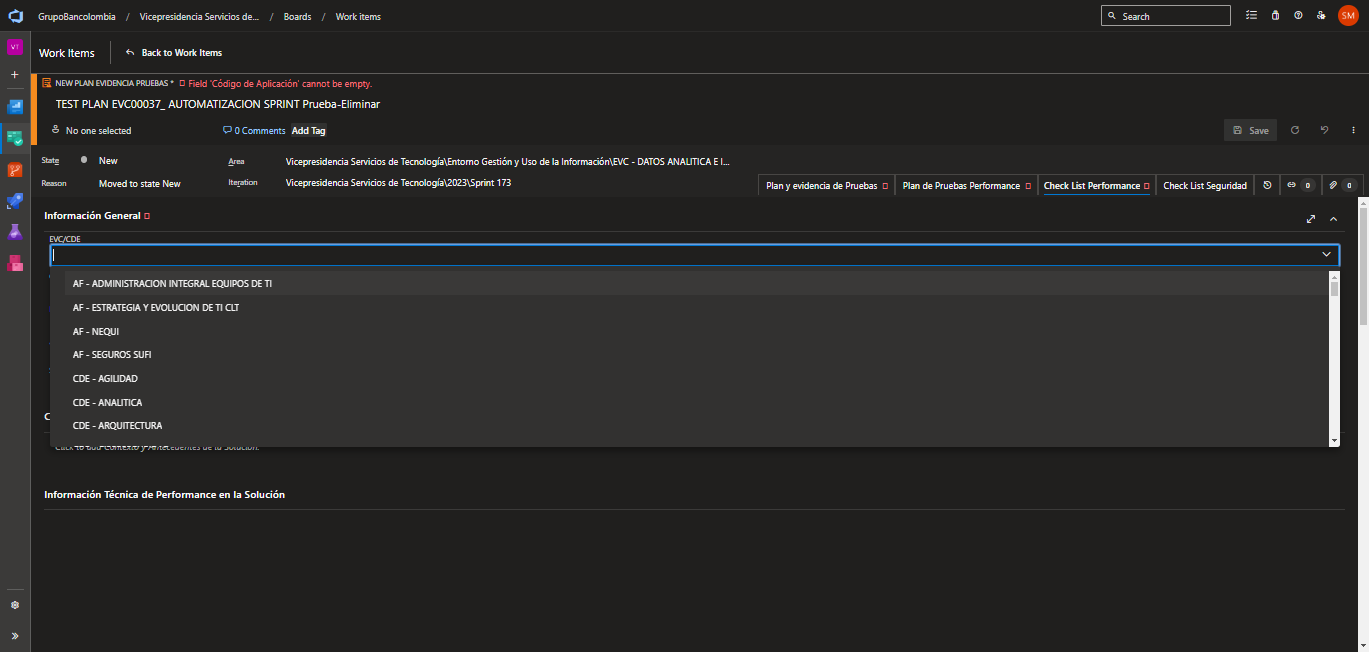 GrupoBancolombia / Vicepresidencia Servicios de... / Boards / Work items
Search
SM
VT
Work Items
Back to Work Items
NEW PLAN EVIDENCIA PRUEBAS * Field 'Código de Aplicación' cannot be empty.
TEST PLAN EVC00037_ AUTOMATIZACION SPRINT Prueba-Eliminar
No one selected
0 Comments
Add Tag
Save
State
New
Area
Vicepresidencia Servicios de Tecnología\Entorno Gestión y Uso de la Información\EVC - DATOS ANALITICA E I...
Reason
Moved to state New
Iteration
Vicepresidencia Servicios de Tecnología\2023\Sprint 173
Plan y evidencia de Pruebas
Plan de Pruebas Performance
Check List Performance
Check List Seguridad
0
0
Información General
EVC/CDE
AF - ADMINISTRACION INTEGRAL EQUIPOS DE TI
AF - ESTRATEGIA Y EVOLUCION DE TI CLT
AF - NEQUI
AF - SEGUROS SUFI
CDE - AGILIDAD
CDE - ANALITICA
CDE - ARQUITECTURA
Click to add Contexto y Antecedentes de la Solución.
Información Técnica de Performance en la Solución